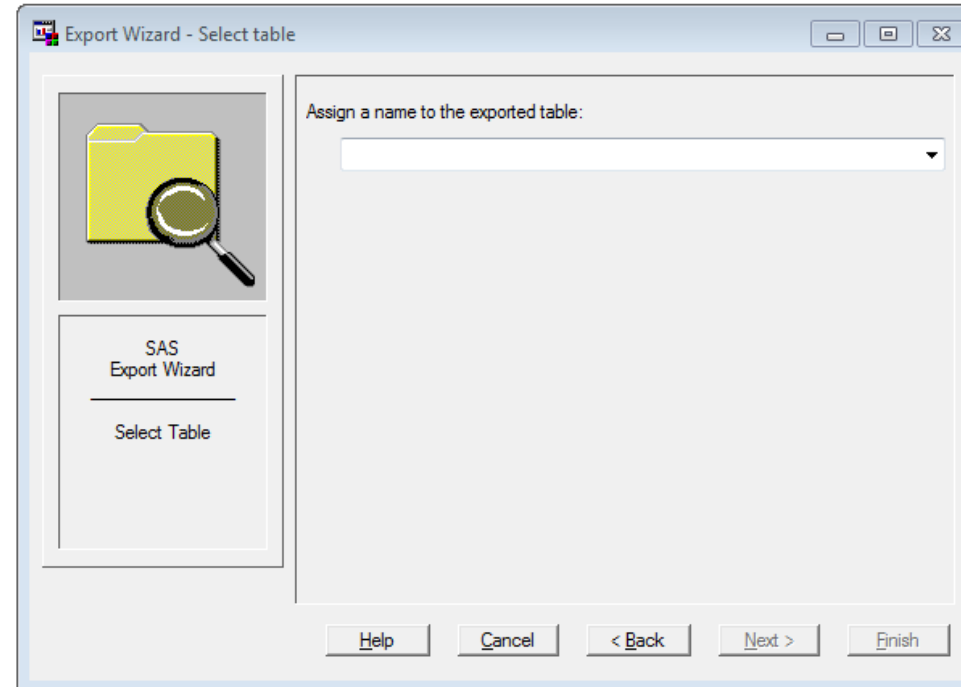 Export Wizard - Select table
Assign a name to the exported table:
SAS
Export Wizard
Select Table
Help
Cancel
< Back
Next >
Finish